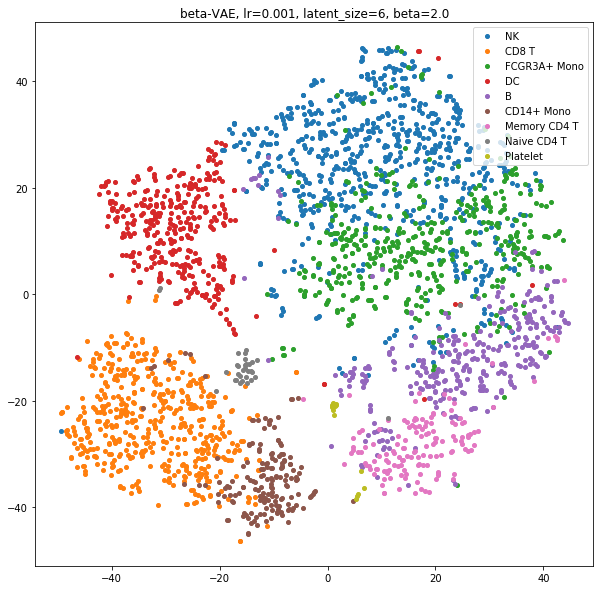 beta-VAE, lr=0.001, latent_size=6, beta=2.0
NK
CD8 T
FCGR3A+ Mono
DC
B
CD14+ Mono
Memory CD4 T
Naive CD4 T
Platelet
40
20
0
−20
−40
−40
−20
0
20
40